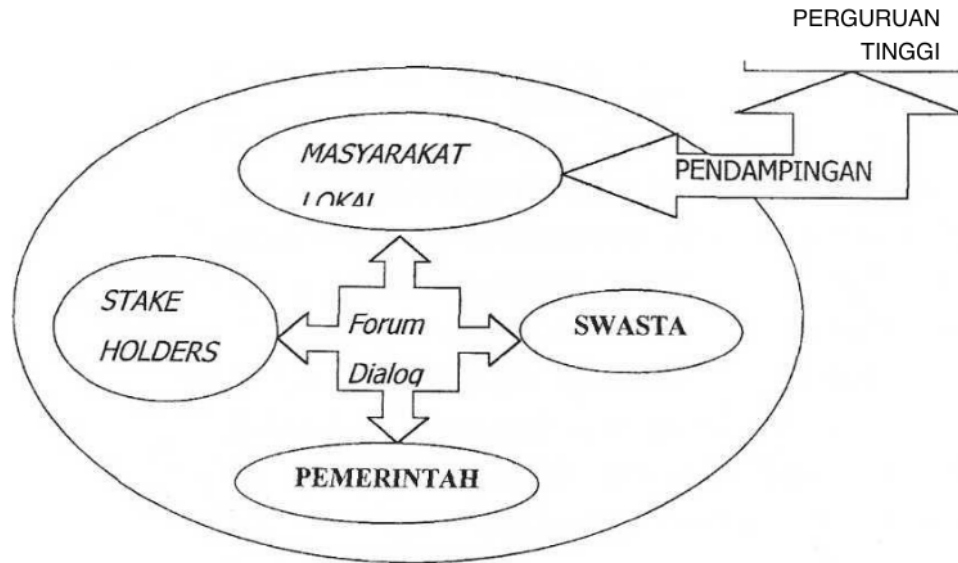 PERGURUAN
TINGGI
MASYARAKAT
LOKAL
PENDAMPINGAN
STAKE
HOLDERS
Forum
Dialog
SWASTA
PEMERINTAH